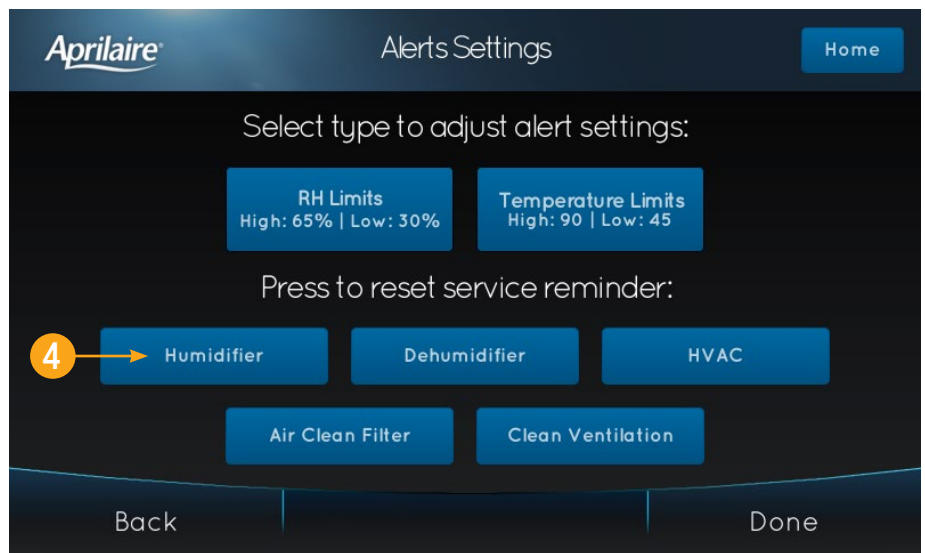 Aprilaire
Alerts Settings
Home
Select type to adjust alert settings:
RH Limits
High: 65% | Low: 30%
Temperature Limits
High: 90 | Low: 45
Press to reset service reminder:
4
Humidifier
Dehumidifier
HVAC
Air Clean Filter
Clean Ventilation
Back
Done